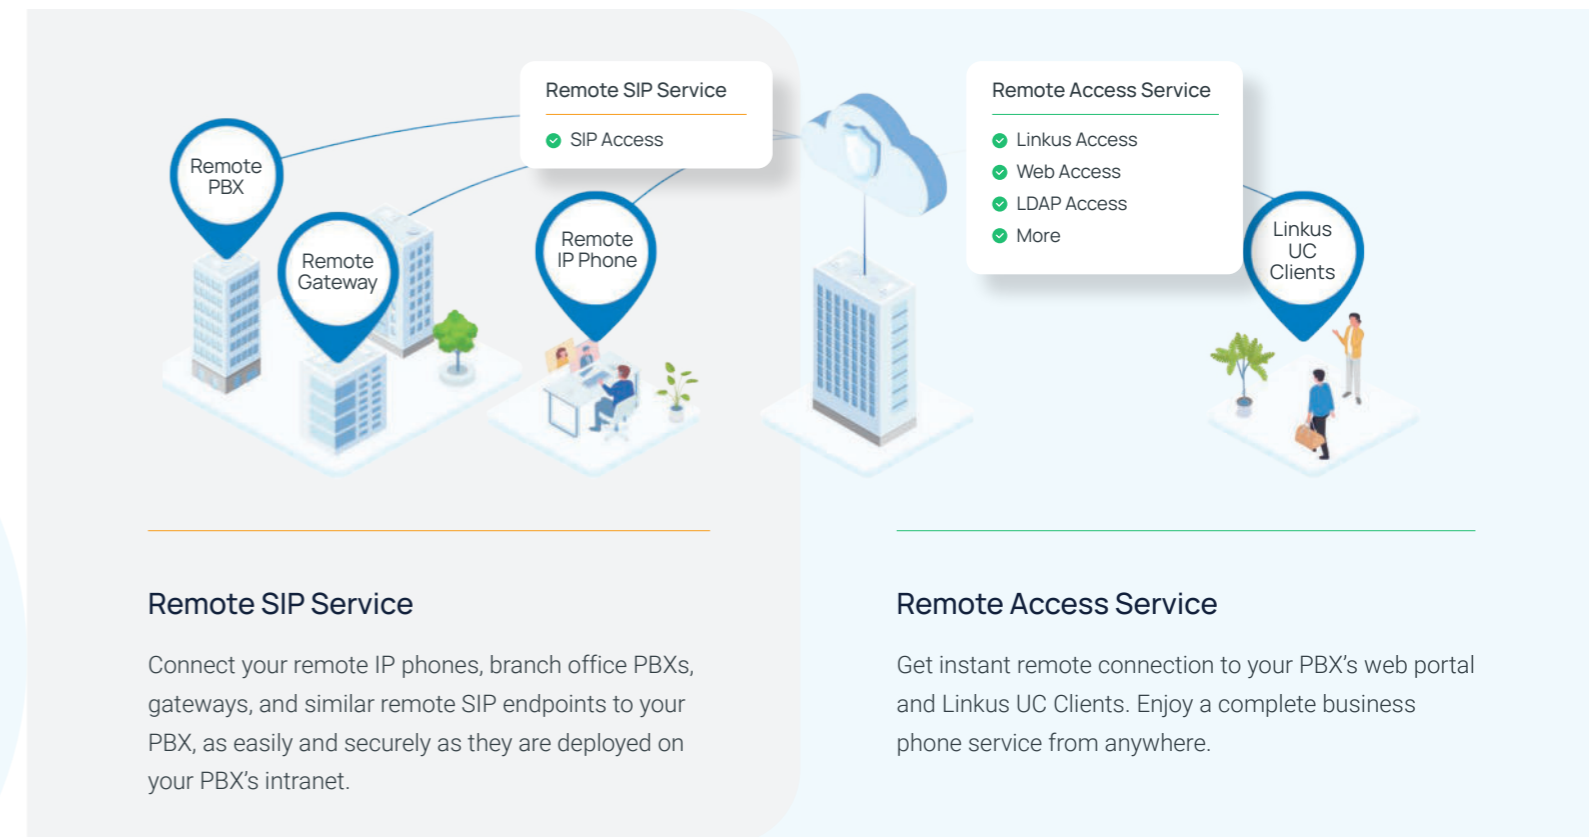 Remote SIP Service
SIP Access
Remote Access Service
Linkus Access
Web Access
LDAP Access
More
Remote
PBX
Remote
Gateway
Remote
IP Phone
Linkus
UC
Clients
Remote SIP Service
Connect your remote IP phones, branch office PBXs,
gateways, and similar remote SIP endpoints to your
PBX, as easily and securely as they are deployed on
your PBX’s intranet.
Remote Access Service
Get instant remote connection to your PBX’s web portal
and Linkus UC Clients. Enjoy a complete business
phone service from anywhere.